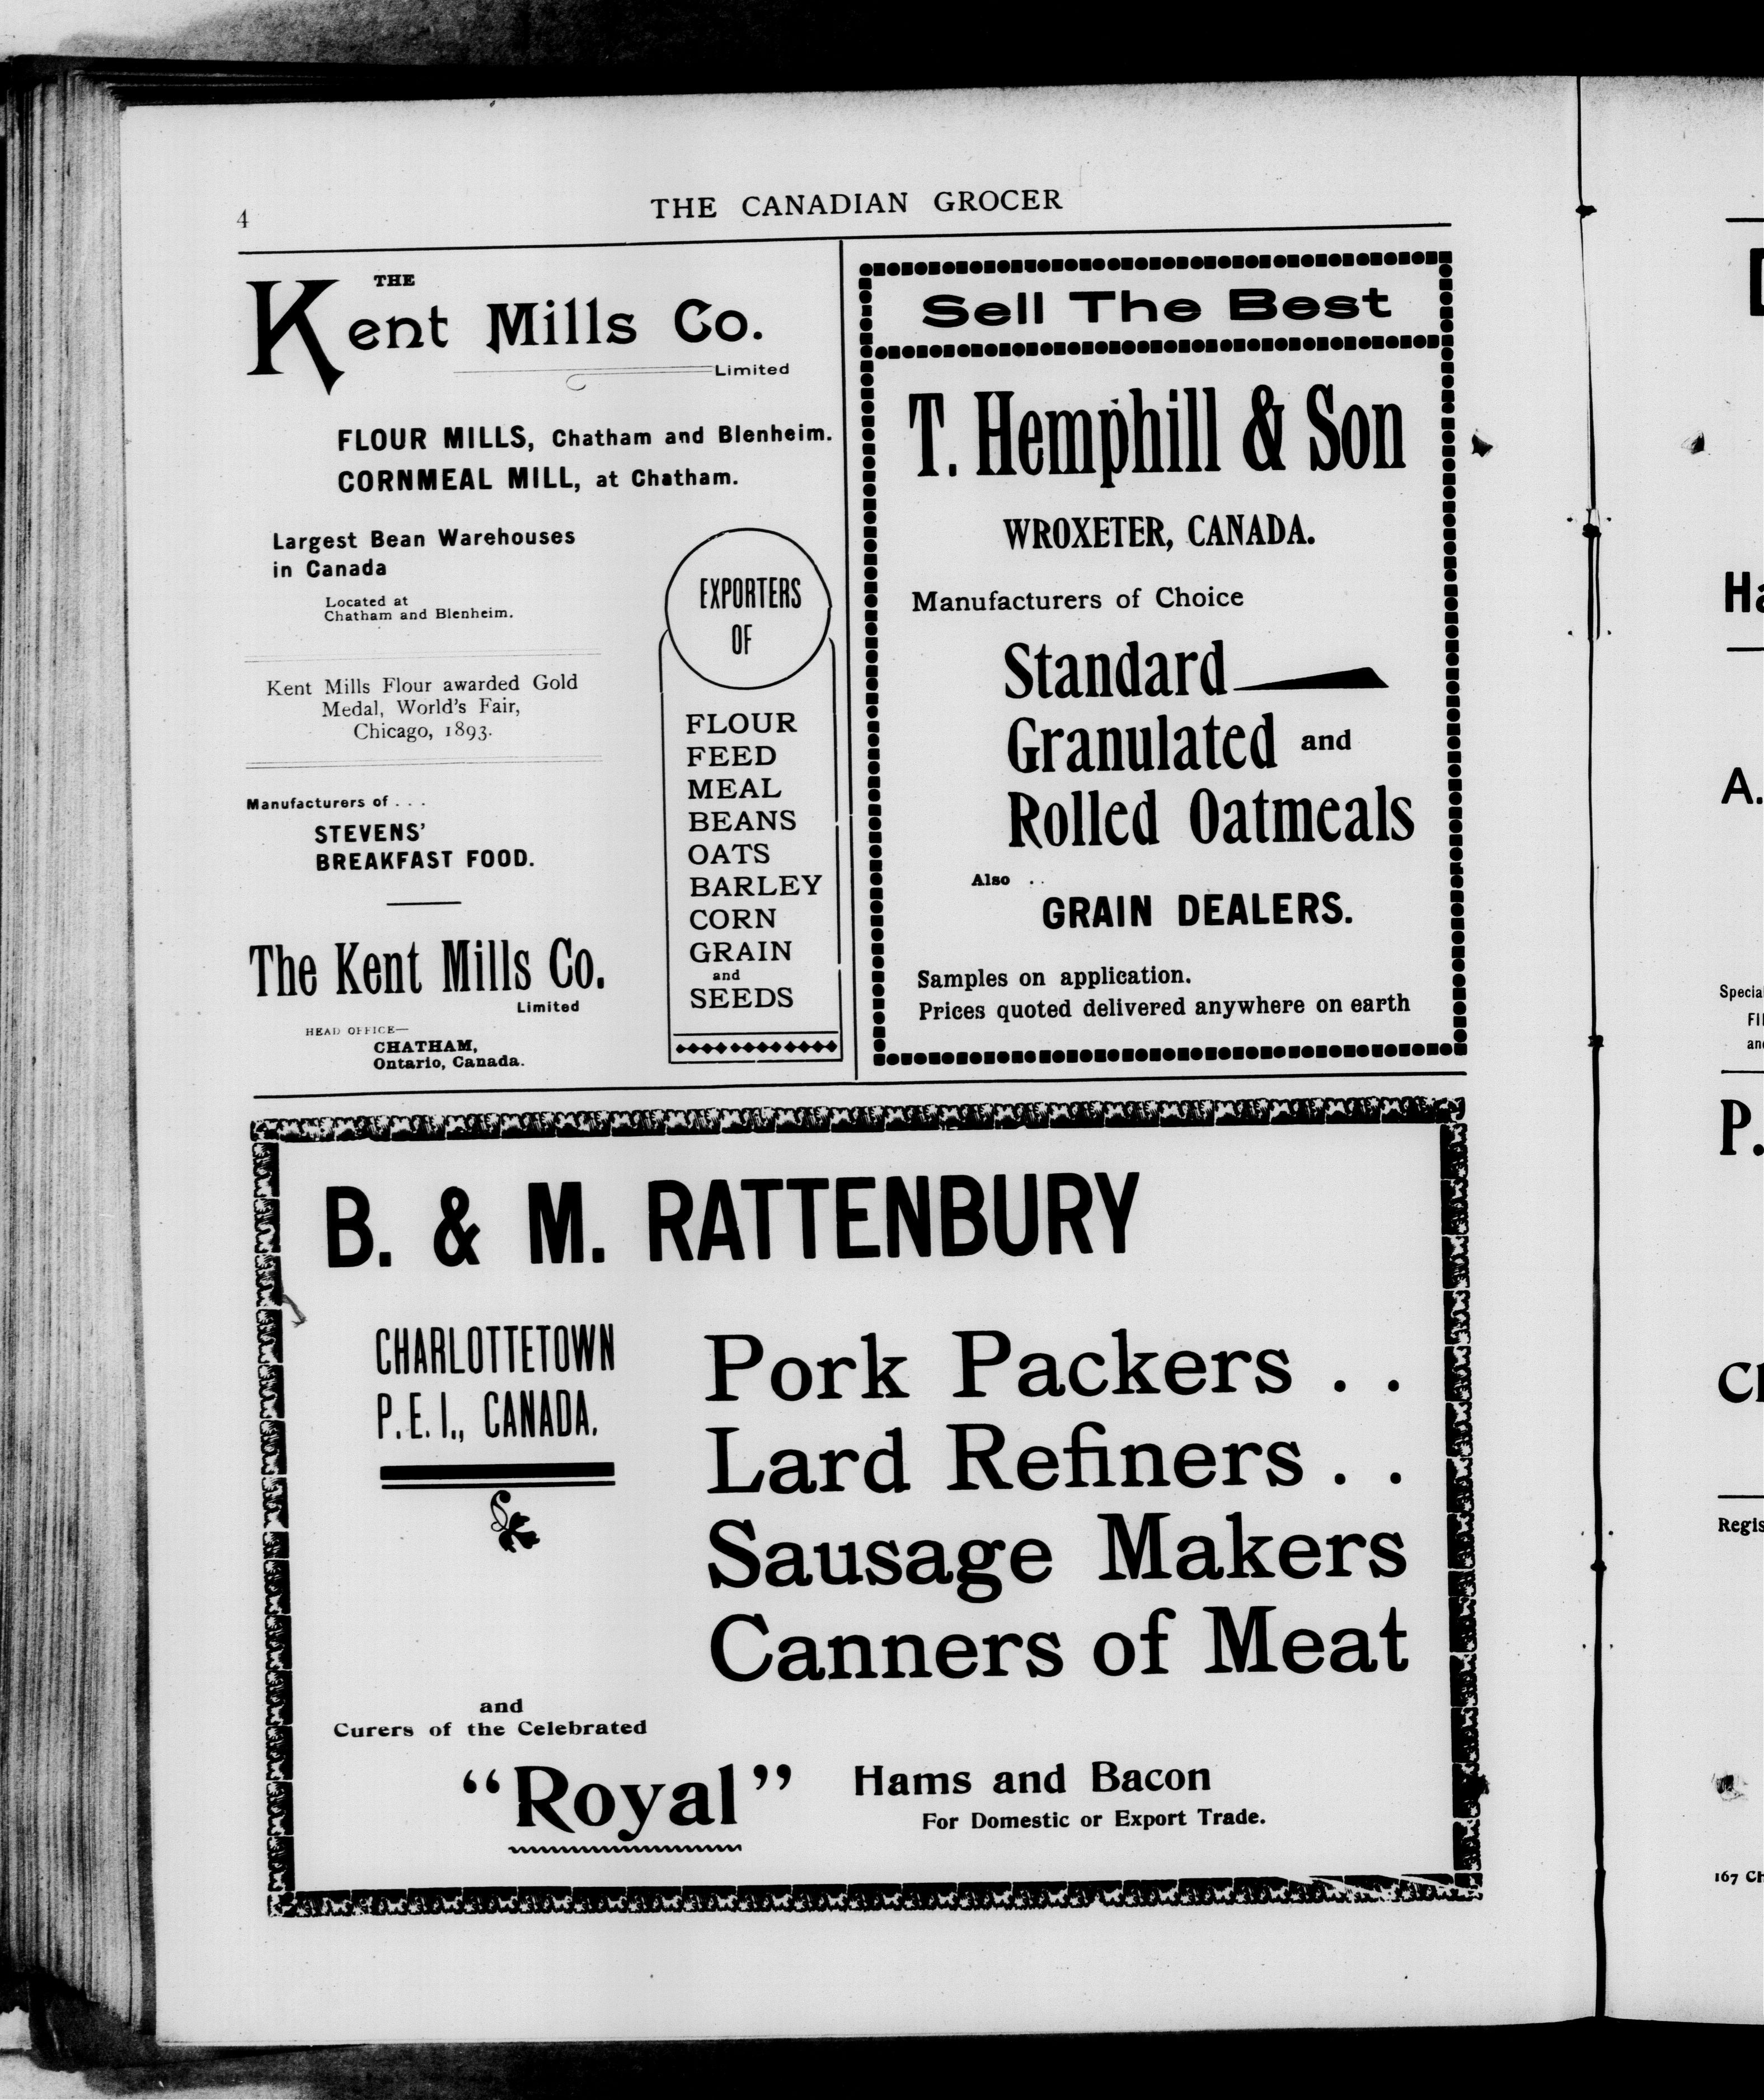 4
THE CANADIAN GROCER
THE
Kent Mills Co.
Limited
FLOUR MILLS, Chatham and Blenheim.
CORNMEAL MILL, at Chatham.
Largest Bean Warehouses
in Canada
Located at
Chatham and Blenheim.
Kent Mills Flour awarded Gold
Medal, World's Fair,
Chicago, 1893.
Manufacturers of . . .
STEVENS'
BREAKFAST FOOD.
The Kent Mills Co.
Limited
HEAD OFFICE—
CHATHAM,
Ontario, Canada.
EXPORTERS
OF
FLOUR
FEED
MEAL
BEANS
OATS
BARLEY
CORN
GRAIN
and
SEEDS
Sell The Best
T. Hemphill & Son
WROXETER, CANADA.
Manufacturers of Choice
Standard
Granulated and
Rolled Oatmeals
Also . .
GRAIN DEALERS.
Samples on application.
Prices quoted delivered anywhere on earth
B. & M. RATTENBURY
CHARLOTTETOWN
P.E.I., CANADA.
Pork Packers . .
Lard Refiners . .
Sausage Makers
Canners of Meat
and
Curers of the Celebrated
“Royal” Hams and Bacon
For Domestic or Export Trade.
A.
P.
167